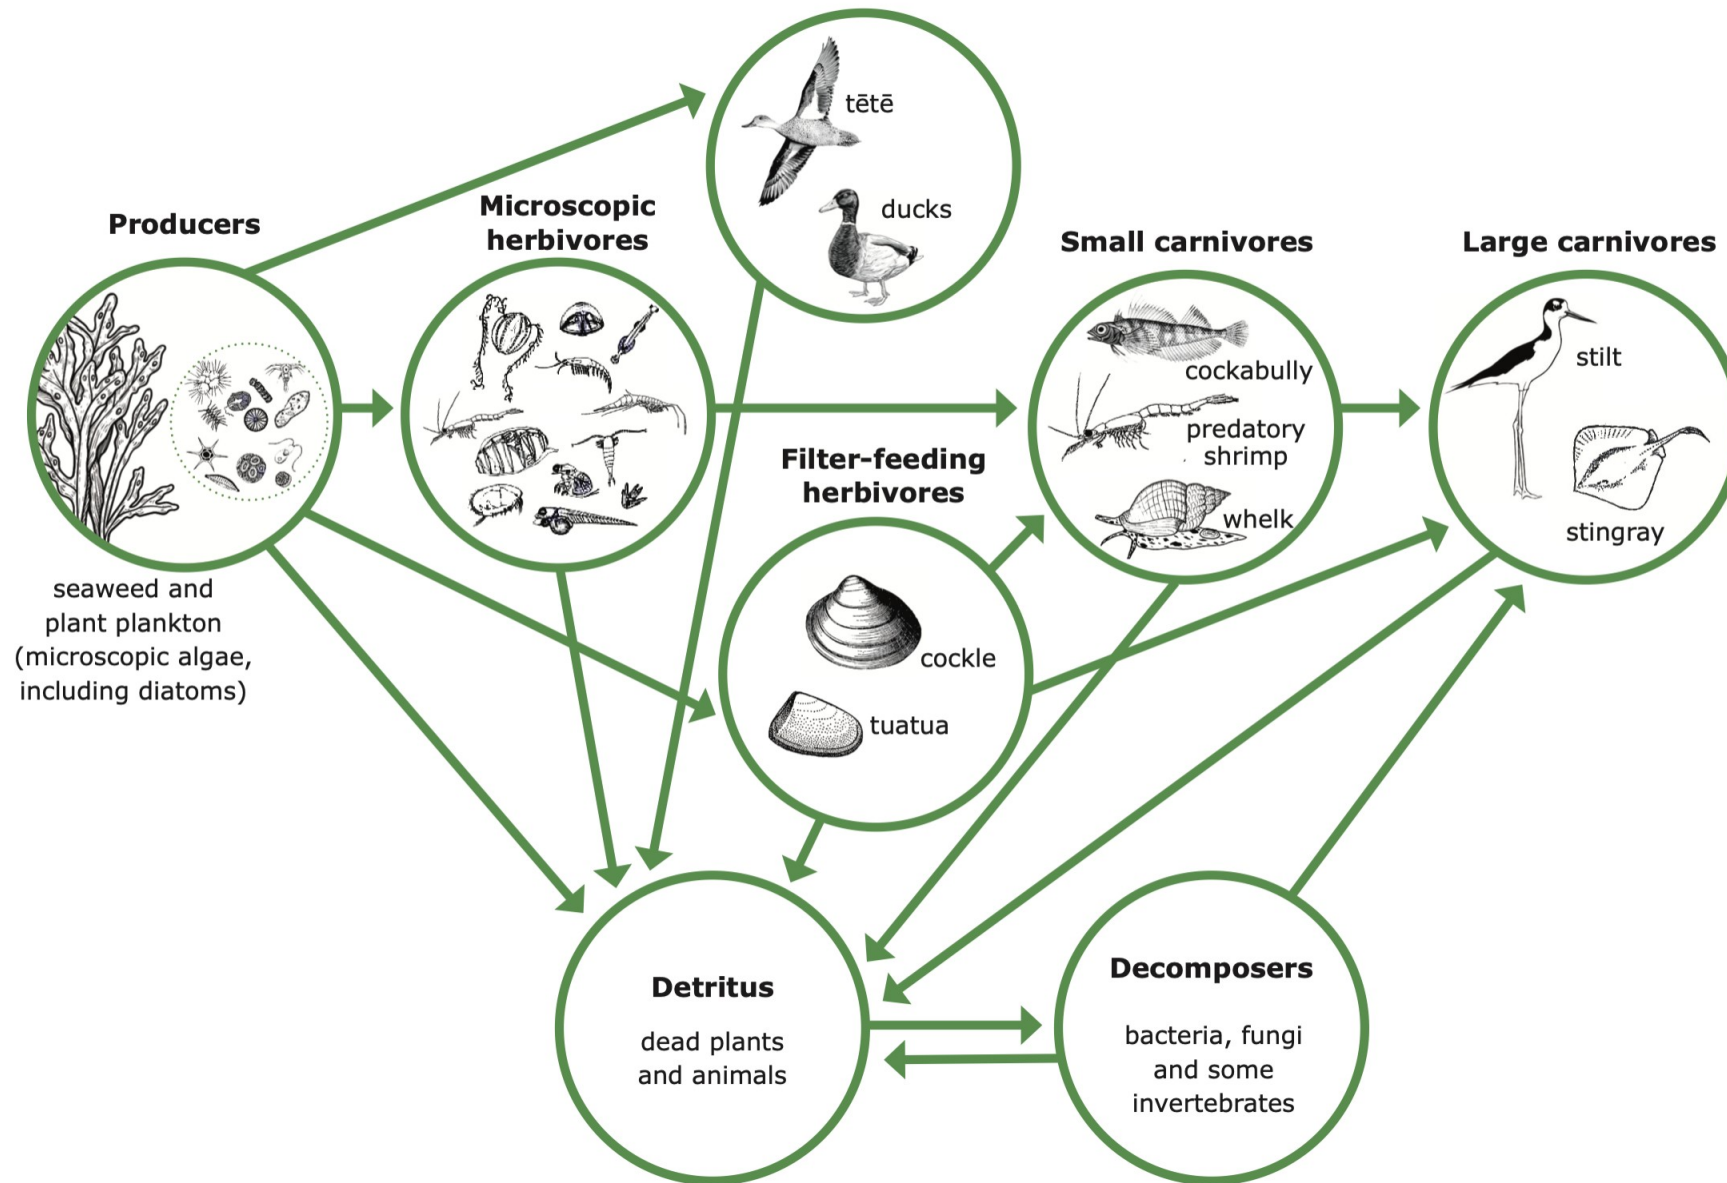 tētē
ducks
Producers
seaweed and
plant plankton
(microscopic algae,
including diatoms)
Microscopic
herbivores
Filter-feeding
herbivores
cockle
tuatua
Small carnivores
cockabully
predatory
shrimp
whelk
Large carnivores
stilt
stingray
Detritus
dead plants
and animals
Decomposers
bacteria, fungi
and some
invertebrates